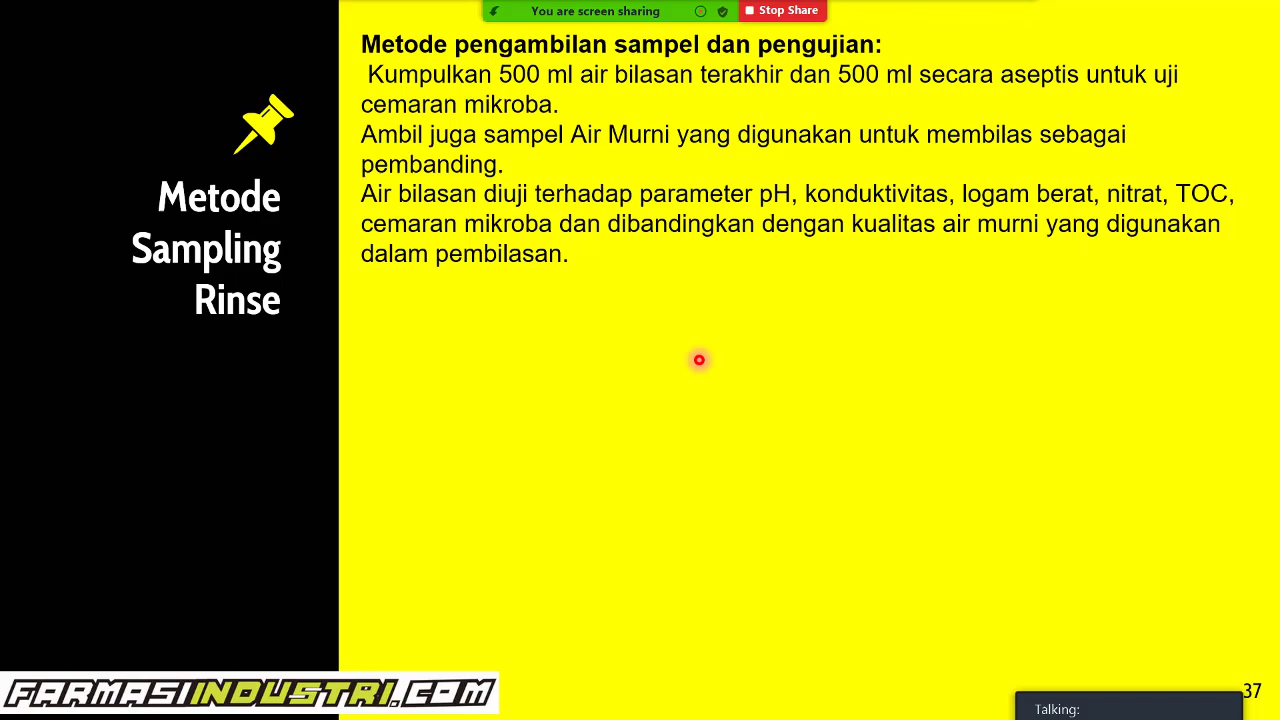 You are screen sharing
Stop Share
Metode
Sampling
Rinse
Metode pengambilan sampel dan pengujian:
Kumpulkan 500 ml air bilasan terakhir dan 500 ml secara aseptis untuk uji
cemaran mikroba.
Ambil juga sampel Air Murni yang digunakan untuk membilas sebagai
pembanding.
Air bilasan diuji terhadap parameter pH, konduktivitas, logam berat, nitrat, TOC,
cemaran mikroba dan dibandingkan dengan kualitas air murni yang digunakan
dalam pembilasan.
FARMASIINDUSTRI.COM
37
Talking: